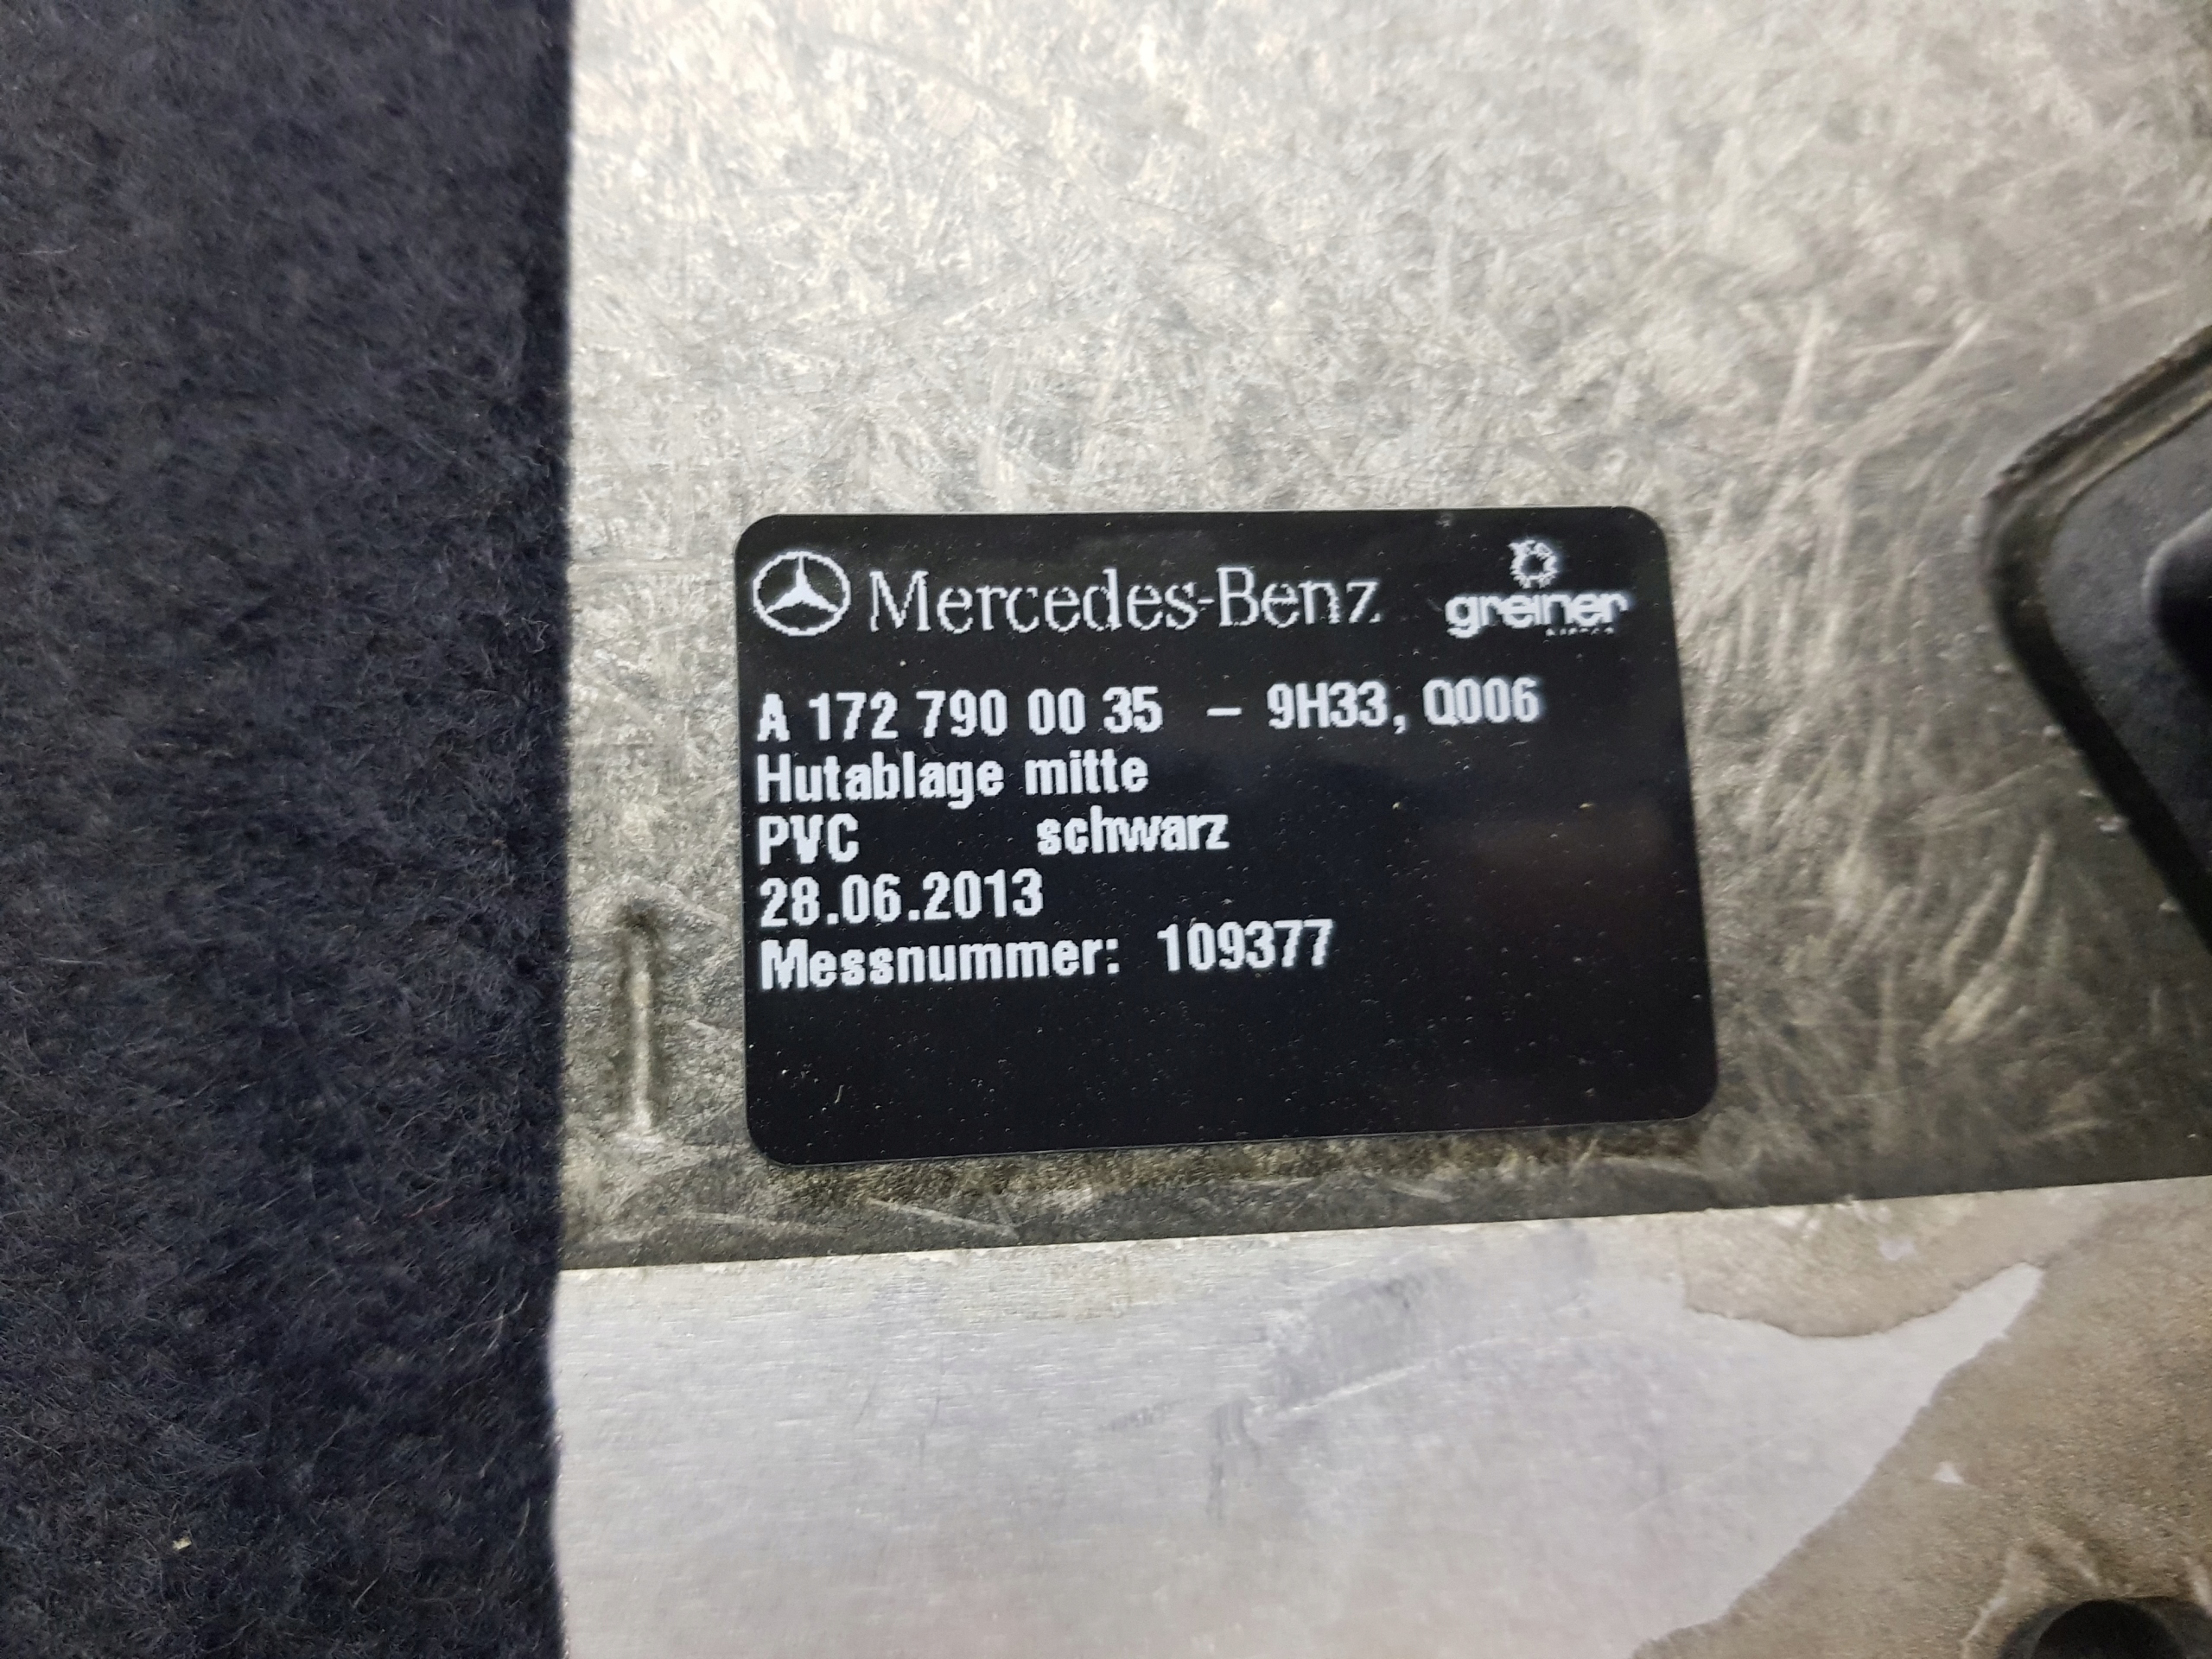 Mercedes-Benz greiner
A 172 790 00 35 – 9H33, Q006
Hutablage mitte
PVC schwarz
28.06.2013
Messnummer: 109377